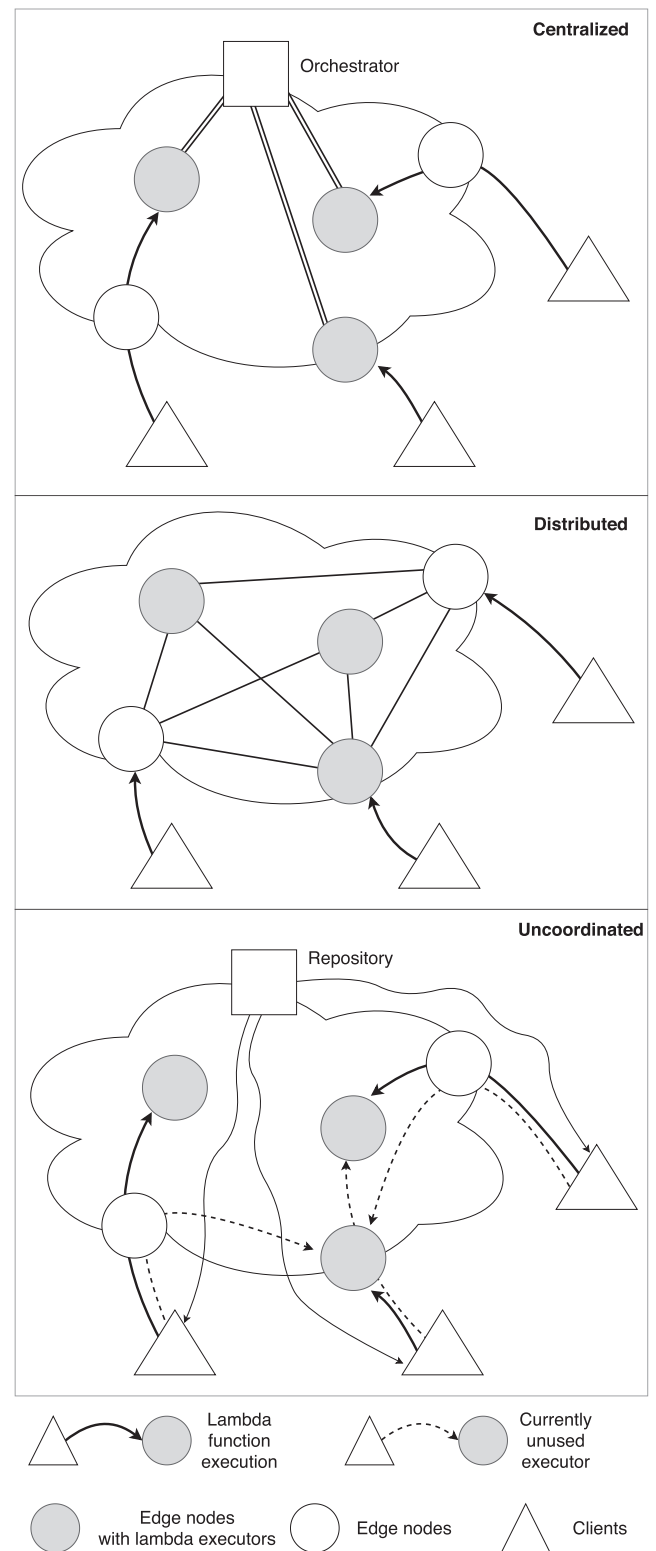 Centralized
Orchestrator
Distributed
Uncoordinated
Repository
Lambda
function
execution
Currently
unused
executor
Edge nodes
with lambda executors
Edge nodes
Clients